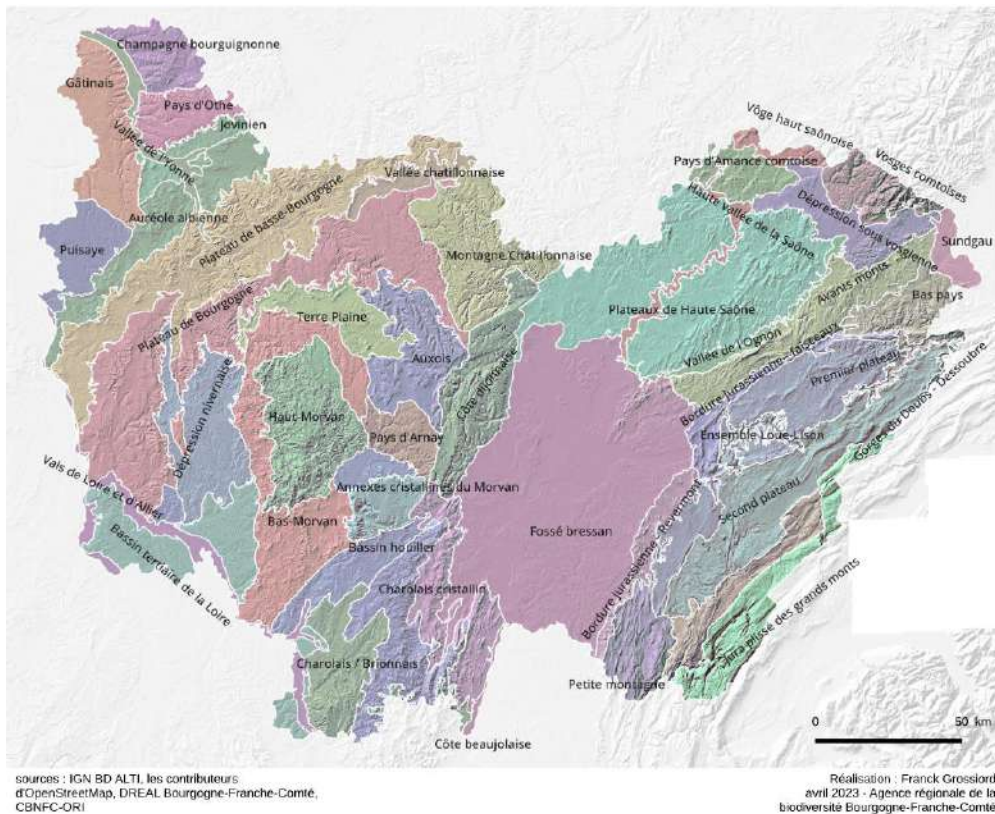 Champagne bourguignonne
Gâtinais
Pays d'Othe
Jovinien
Vallée de l'Yonne
Vôge haut saônoise
Vosges comtoises
Pays d'Amance comtoise
Vallée chatillonnaise
Auréole albienne
Plateau de basse-Bourgogne
Haute vallée de la Saône
Dépression sous vosgienne
Puisaye
Sundgau
Montagne Châtillonnaise
Avants monts
Bas pays
Plateau de Bourgogne
Terre Plaine
Plateaux de Haute Saône
Vallée de l'Ognon
Auxois
Côte dijonnaise
Bordure jurassienne - faisceaux
Premier plateau
Haut-Morvan
Dépression nivernaise
Pays d'Arnay
Ensemble Loue-Lison
Gorges du Doubs - Dessoubre
Vals de Loire et d'Allier
Annexes cristallines du Morvan
Second plateau
Revermont
Bas-Morvan
Fossé bressan
Bassin houiller
Bassin tertiaire de la Loire
Charolais cristallin
Bordure jurassienne
Jura plissé des grands monts
Charolais / Brionnais
Petite montagne
Côte beaujolaise
0 50 km
sources : IGN BD ALTI, les contributeurs
d'OpenStreetMap, DREAL Bourgogne-Franche-Comté,
CBNFC-ORI
Réalisation : Franck Grossiord
avril 2023 - Agence régionale de la
biodiversité Bourgogne-Franche-Comté